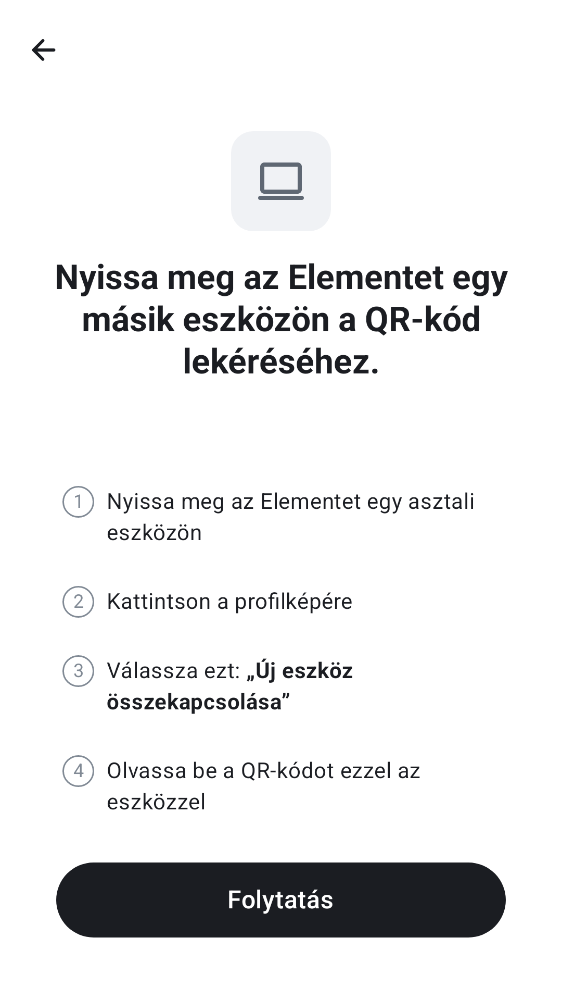 Nyissa meg az Elementet egy
másik eszközön a QR-kód
lekéréséhez.
1 Nyissa meg az Elementet egy asztali
eszközön
2 Kattintson a profilképére
3 Válassza ezt: „Új eszköz
összekapcsolása”
4 Olvassa be a QR-kódot ezzel az
eszközzel
Folytatás